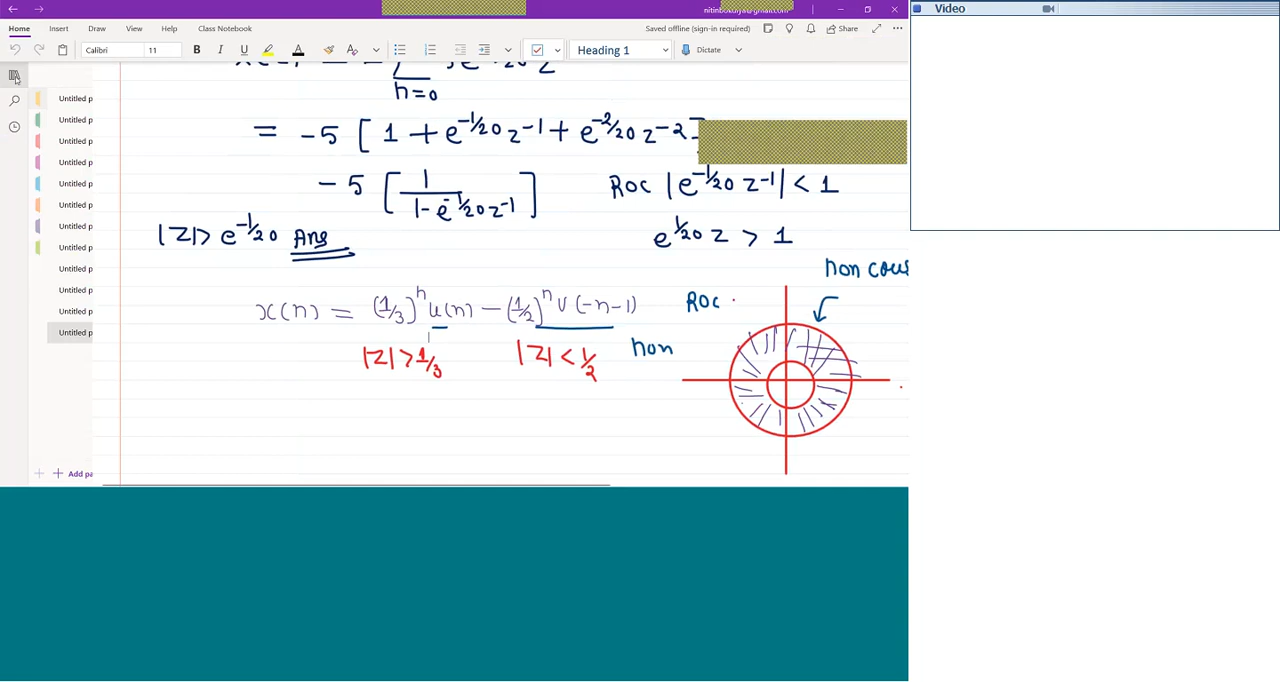 Video
Home Insert Draw View Help Class Notebook
Saved offline (sign-in required) Share
Calibri 11 B I U A Heading 1 Dictate
n=0
Untitled p
= -5 [ 1 + e^-1/20 z^-1 + e^-2/20 z^-2
Untitled p
Untitled p
Untitled p
- 5 [ 1 / 1- e^-1/20 z^-1 ] ROC |e^-1/20 z^-1| < 1
Untitled p
Untitled p
Untitled p
|Z| > e^-1/20 Ans e^1/20 z > 1
Untitled p
non cous
Untitled p
Untitled p
x(n) = (1/3)^n u(n) - (1/2)^n U(-n-1) ROC
Untitled p
Untitled p
|Z| > 1/3 |Z| < 1/2 non
+ Add pa